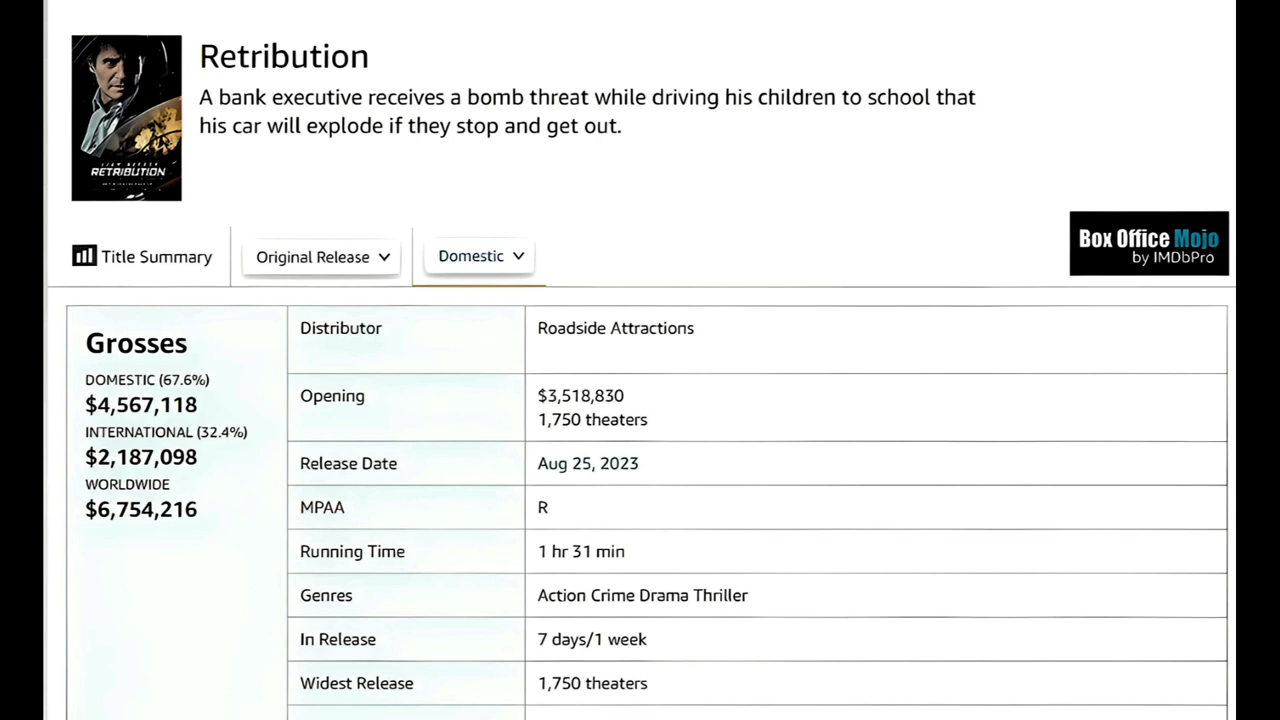 Retribution
A bank executive receives a bomb threat while driving his children to school that
his car will explode if they stop and get out.
RETRIBUTION
Title Summary
Original Release
Domestic
Box Office Mojo
by IMDbPro
Grosses
DOMESTIC (67.6%)
$4,567,118
INTERNATIONAL (32.4%)
$2,187,098
WORLDWIDE
$6,754,216
Distributor
Roadside Attractions
Opening
$3,518,830
1,750 theaters
Release Date
Aug 25, 2023
MPAA
R
Running Time
1 hr 31 min
Genres
Action Crime Drama Thriller
In Release
7 days/1 week
Widest Release
1,750 theaters